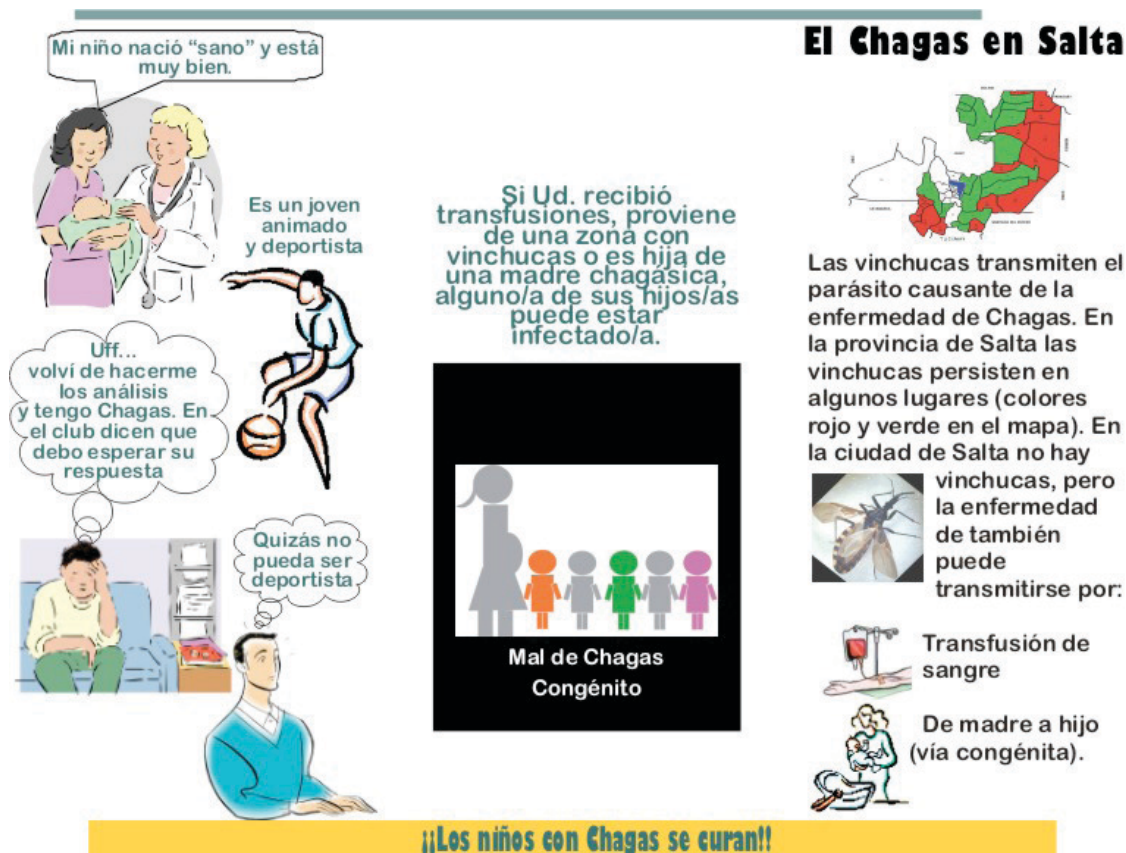 Mi niño nació “sano” y está
muy bien.
Es un joven
animado
y deportista
Uff...
volví de hacerme
los análisis
y tengo Chagas. En
el club dicen que
debo esperar su
respuesta
Quizás no
pueda ser
deportista
Si Ud. recibió
transfusiones, proviene
de una zona con
vinchucas o es hija de
una madre chagásica,
alguno/a de sus hijos/as
puede estar
infectado/a.
Mal de Chagas
Congénito
El Chagas en Salta
Las vinchucas transmiten el
parásito causante de la
enfermedad de Chagas. En
la provincia de Salta las
vinchucas persisten en
algunos lugares (colores
rojo y verde en el mapa). En
la ciudad de Salta no hay
vinchucas, pero
la enfermedad
de también
puede
transmitirse por:
Transfusión de
sangre
De madre a hijo
(vía congénita).
¡¡Los niños con Chagas se curan!!